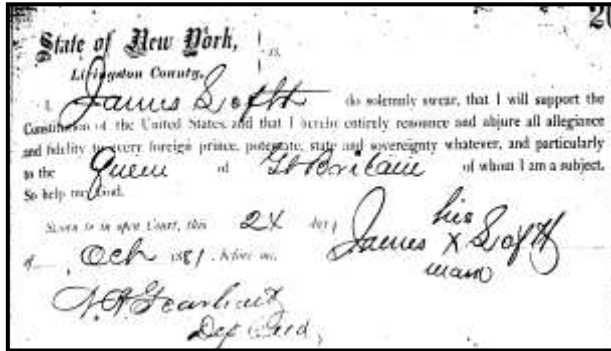 20
State of New York,
Livingston County, } ss.
I, James do solemnly swear, that I will support the
Constitution of the United States, and that I hereby entirely renounce and abjure all allegiance
and fidelity to every foreign prince, potentate, state and sovereignty whatever, and particularly
to the Queen of Gt Britain of whom I am a subject.
So help me God.
Sworn to in open Court, this 24 day
of Oct 1881, before me.
James his X mark
Dep